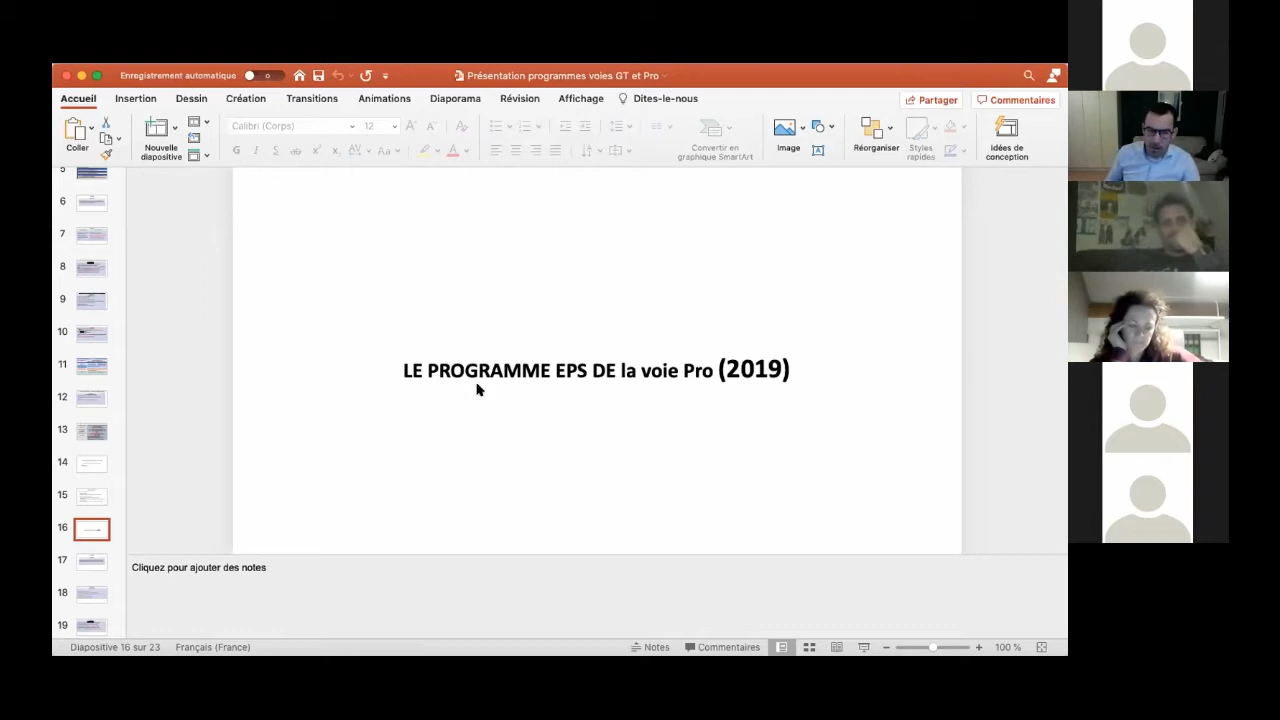 Enregistrement automatique
Présentation programmes voies GT et Pro
Accueil Insertion Dessin Création Transitions Animations Diaporama Révision Affichage Dites-le-nous
Partager Commentaires
Coller
Nouvelle diapositive
Calibri (Corps) 12
G I S ab x x AV Aa A
Convertir en graphique SmartArt
Image
Réorganiser
Styles rapides
Idées de conception
5
6
7
8
9
10
11
12
13
14
15
16
17
18
19
LE PROGRAMME EPS DE la voie Pro (2019)
Cliquez pour ajouter des notes
Diapositive 16 sur 23 Français (France) Notes Commentaires 100 %